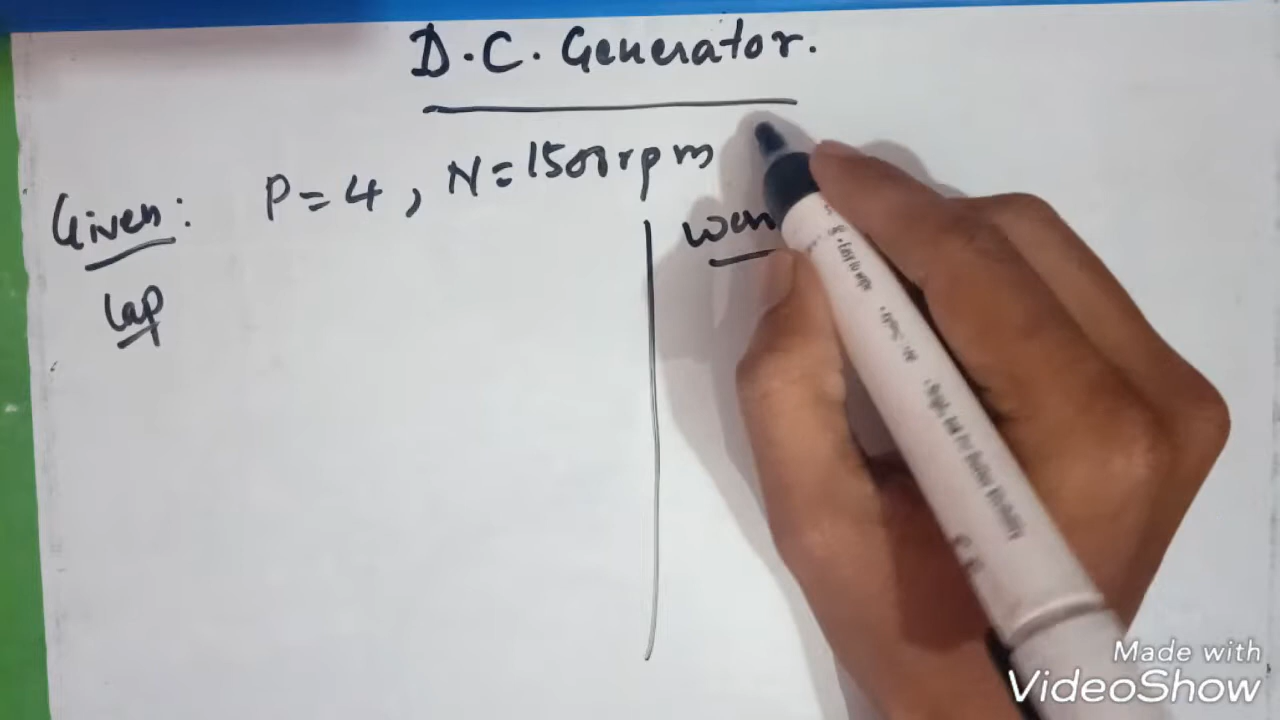 D.C. Generator.
Given: P = 4, N = 1500 rpm
Lap
Made with
VideoShow